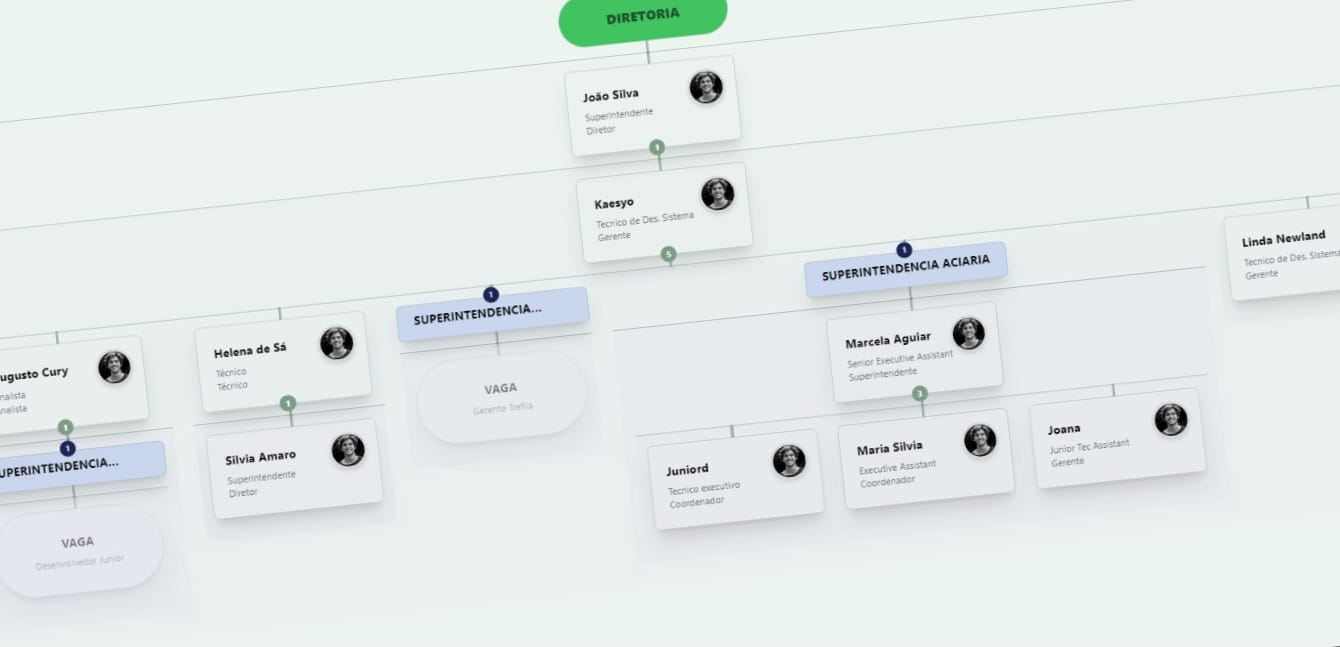 DIRETORIA
João Silva
Superintendente
Diretor
1
Kaesyo
Tecnico de Des. Sistema
Gerente
5
ugusto Cury
nalista
nalista
1
1
UPERINTENDENCIA...
VAGA
Desenvolvedor Junior
Helena de Sá
Técnico
Técnico
1
Silvia Amaro
Superintendente
Diretor
1
SUPERINTENDENCIA...
VAGA
Gerente Trefila
1
SUPERINTENDENCIA ACIARIA
Marcela Aguiar
Senior Executive Assistant
Superintendente
3
Juniord
Tecnico executivo
Coordenador
Maria Silvia
Executive Assistant
Coordenador
Joana
Junior Tec Assistant
Gerente
Linda Newland
Tecnico de Des. Sistema
Gerente